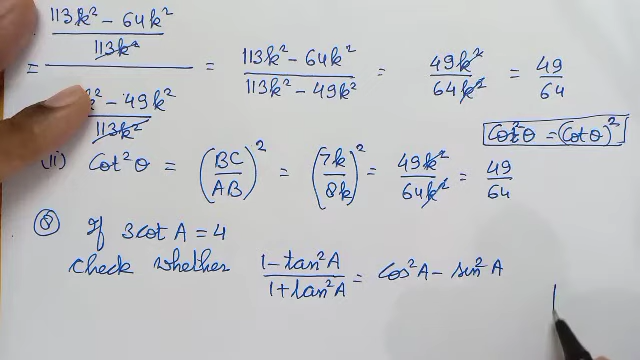 = (113k² − 64k²)/113k² / (k² − 49k²)/113k² = (113k² − 64k²)/(113k² − 49k²) = 49k²/64k² = 49/64
Cot²θ = (Cotθ)²
(ii) Cot²θ = (BC/AB)² = (7k/8k)² = 49k²/64k² = 49/64
⑧ If 3cot A = 4
check whether (1 − tan²A)/(1 + tan²A) = cos²A − sin²A